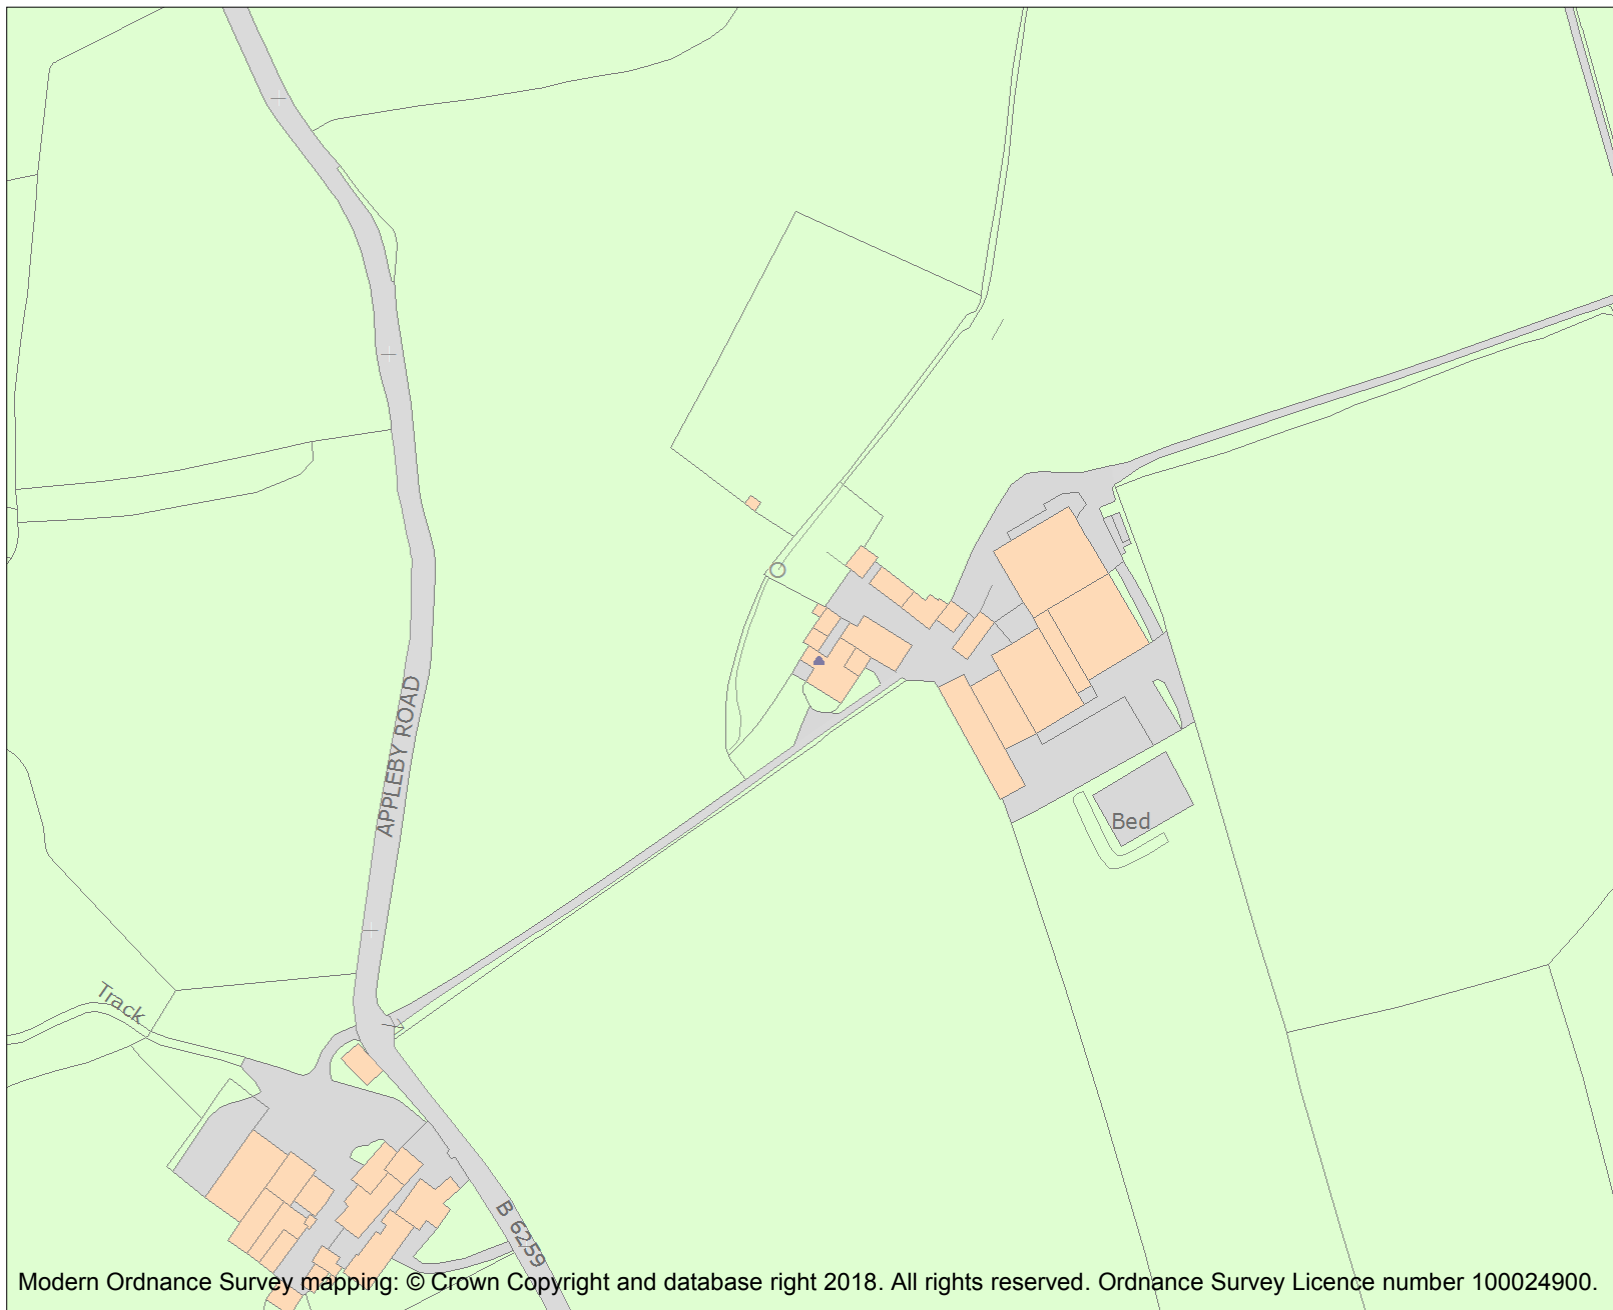 APPLEBY ROAD
Bed
Track
B 6259
Modern Ordnance Survey mapping: © Crown Copyright and database right 2018. All rights reserved. Ordnance Survey Licence number 100024900.